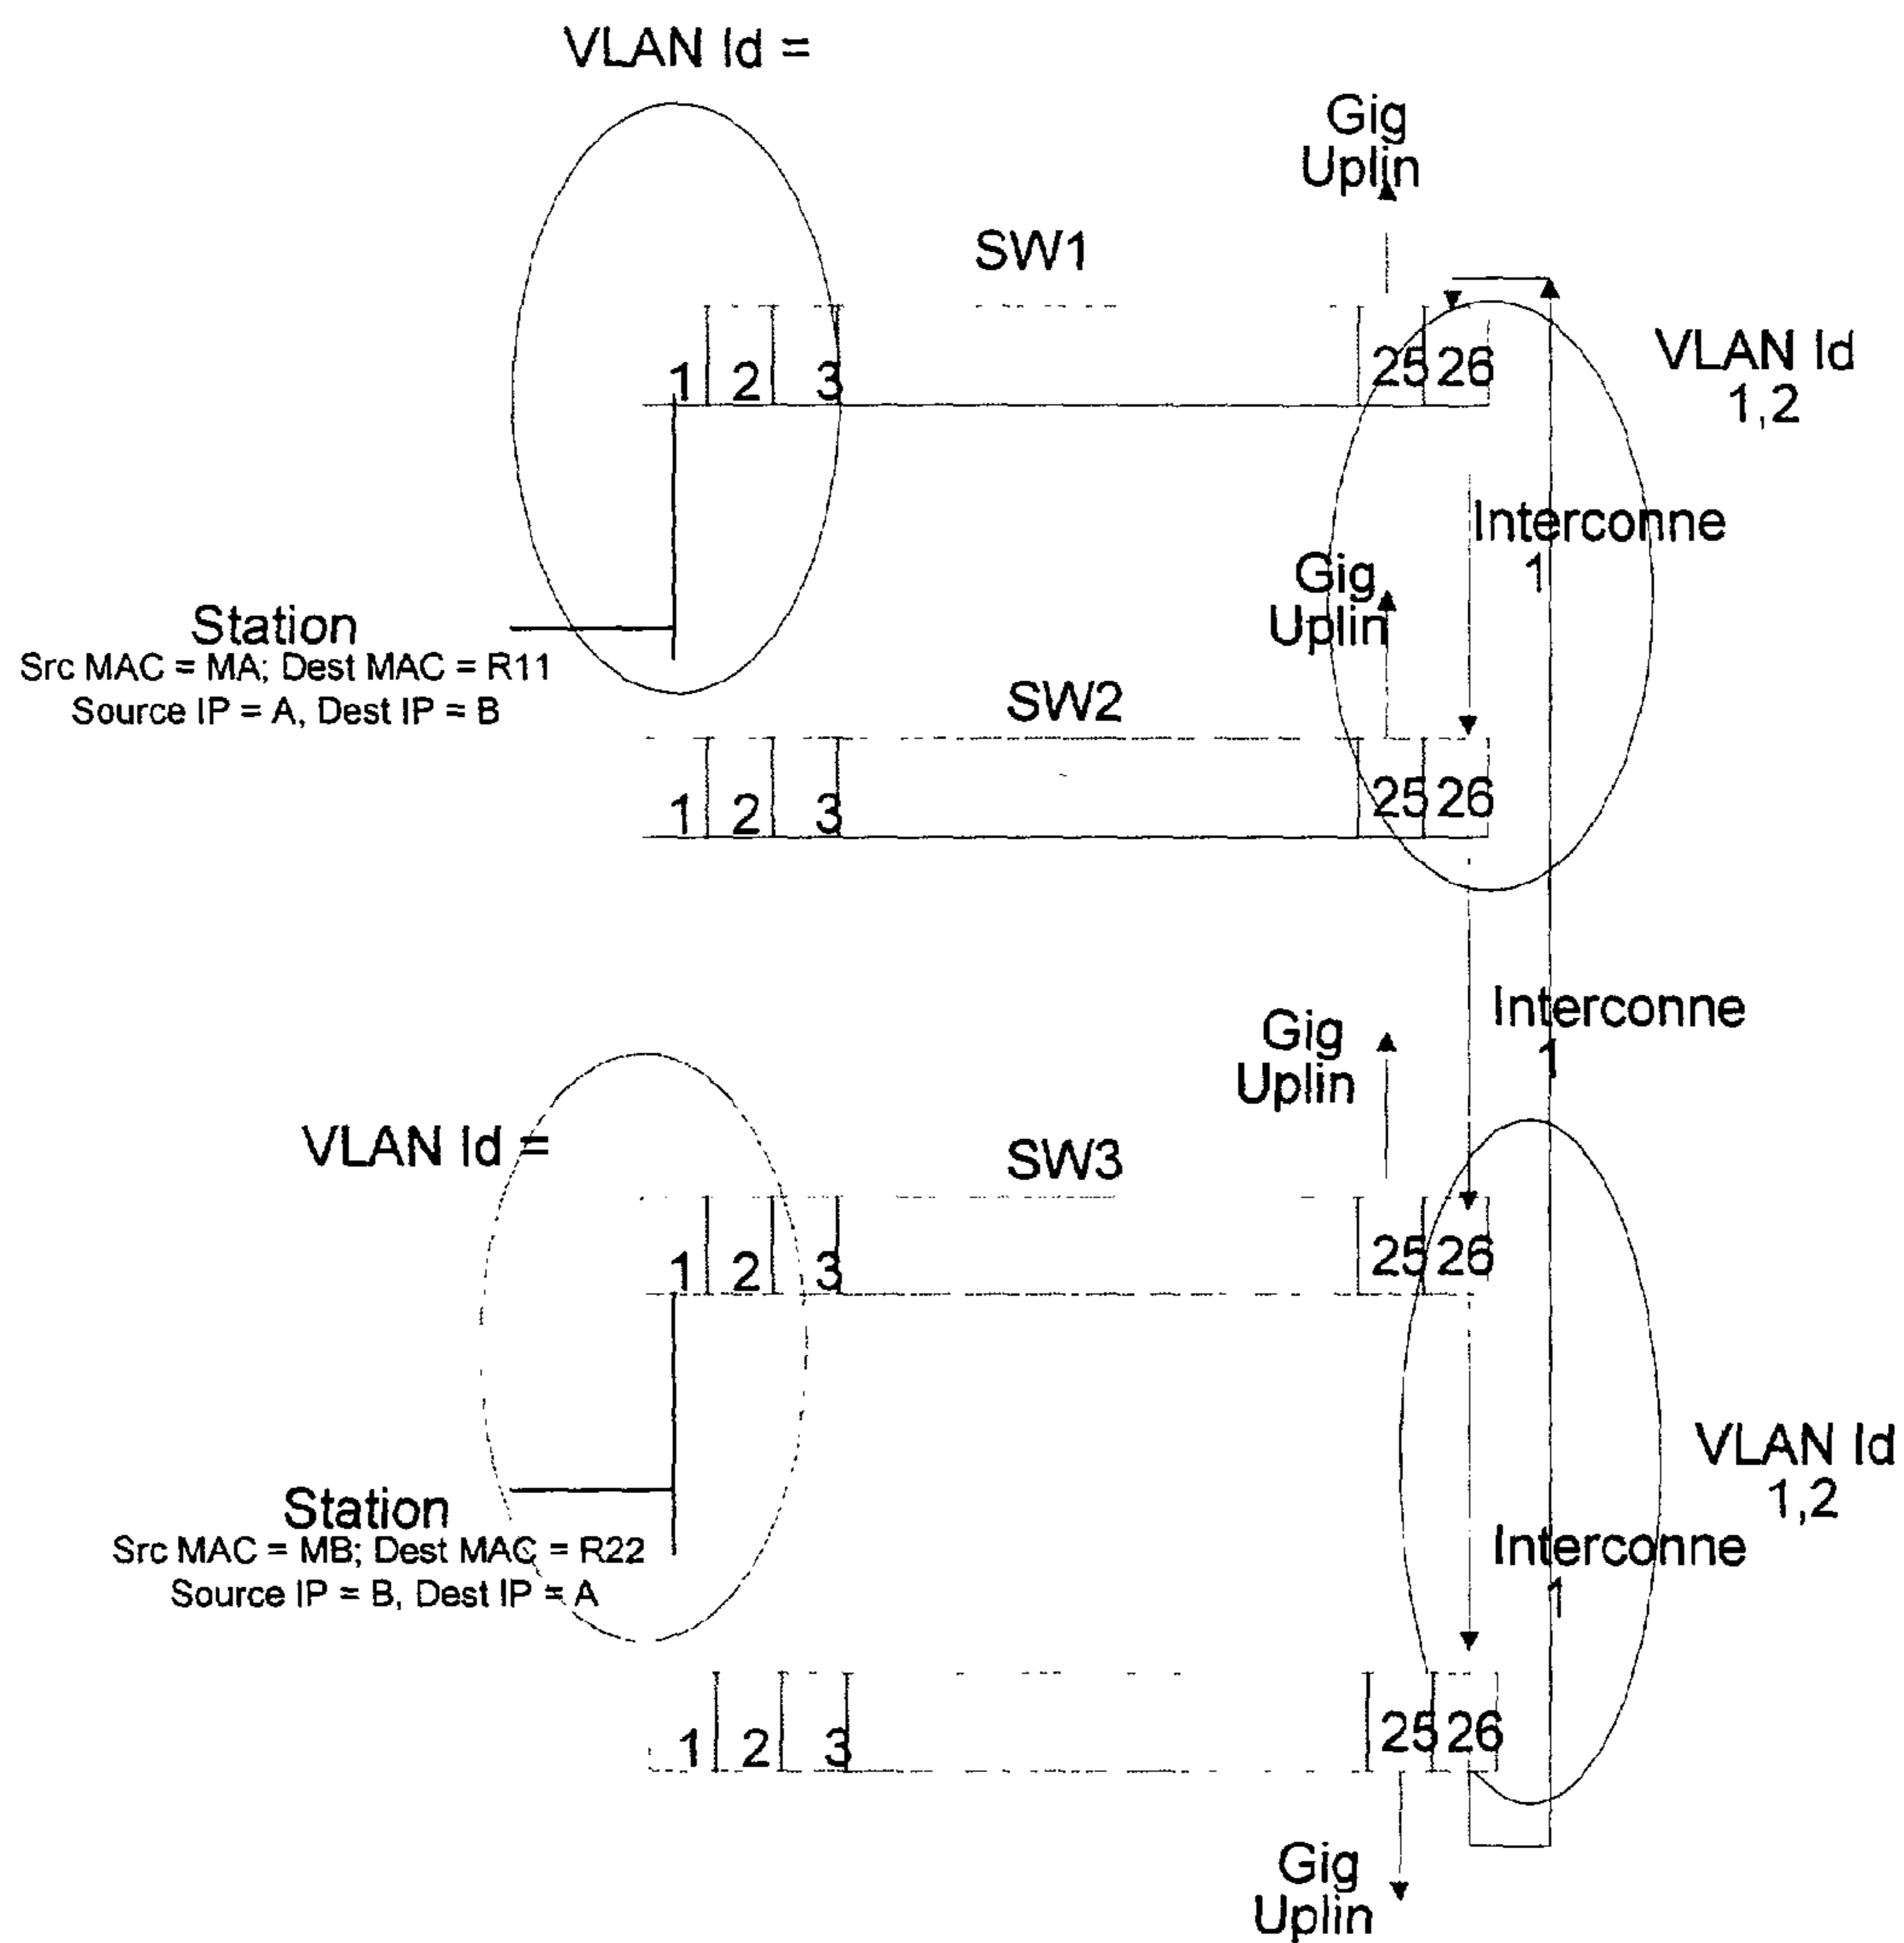 VLAN Id =
Gig
Uplin
SW1
1 2 3 25 26
VLAN Id
1,2
Interconne
1
Gig
Uplin
Station
Src MAC = MA; Dest MAC = R11
Source IP = A, Dest IP = B
SW2
1 2 3 25 26
Interconne
1
Gig
Uplin
VLAN Id =
SW3
1 2 3 25 26
VLAN Id
1,2
Station
Src MAC = MB; Dest MAC = R22
Source IP = B, Dest IP = A
Interconne
1
1 2 3 25 26
Gig
Uplin